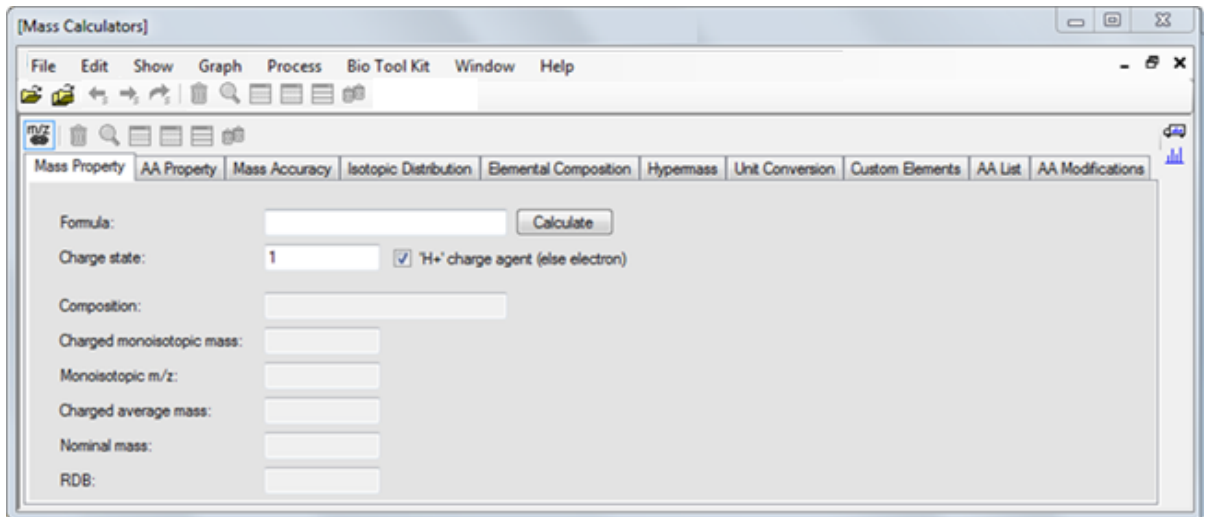 [Mass Calculators]
File Edit Show Graph Process Bio Tool Kit Window Help
m/z
Mass Property AA Property Mass Accuracy Isotopic Distribution Elemental Composition Hypermass Unit Conversion Custom Elements AA List AA Modifications
Formula: Calculate
Charge state: 1 'H+' charge agent (else electron)
Composition:
Charged monoisotopic mass:
Monoisotopic m/z:
Charged average mass:
Nominal mass:
RDB: